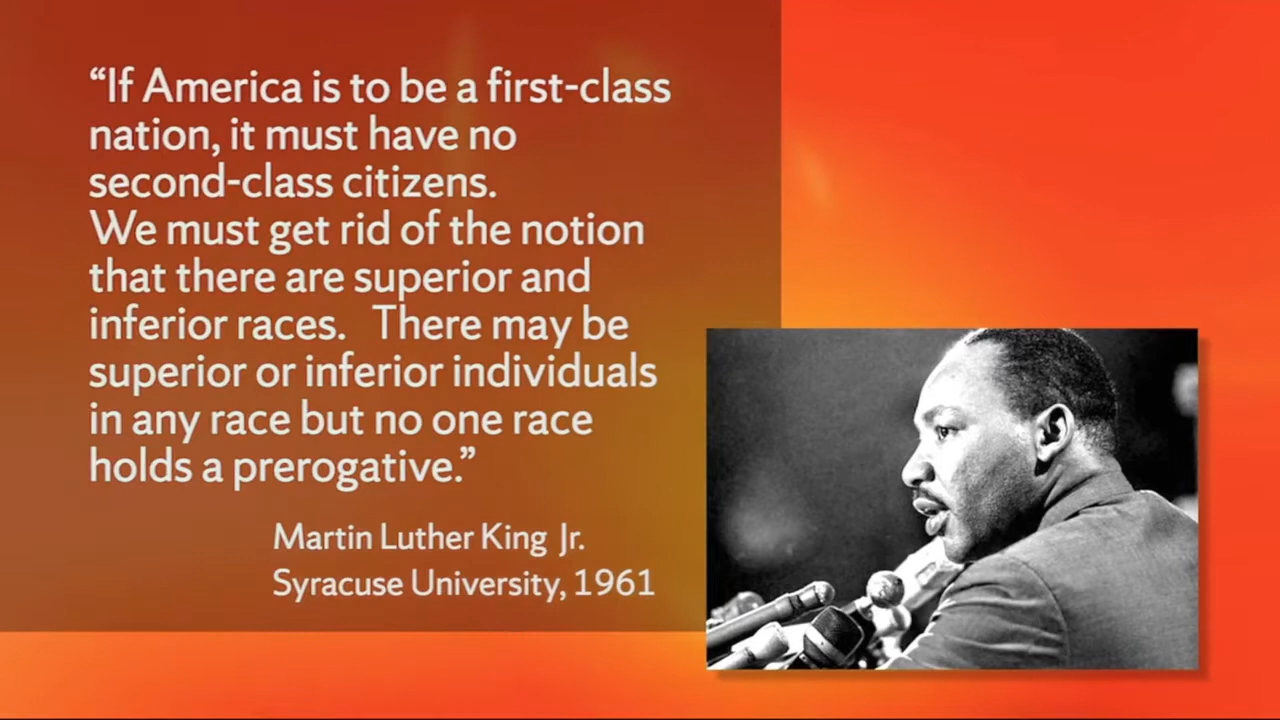 “If America is to be a first-class
nation, it must have no
second-class citizens.
We must get rid of the notion
that there are superior and
inferior races.   There may be
superior or inferior individuals
in any race but no one race
holds a prerogative.”
Martin Luther King Jr.
Syracuse University, 1961